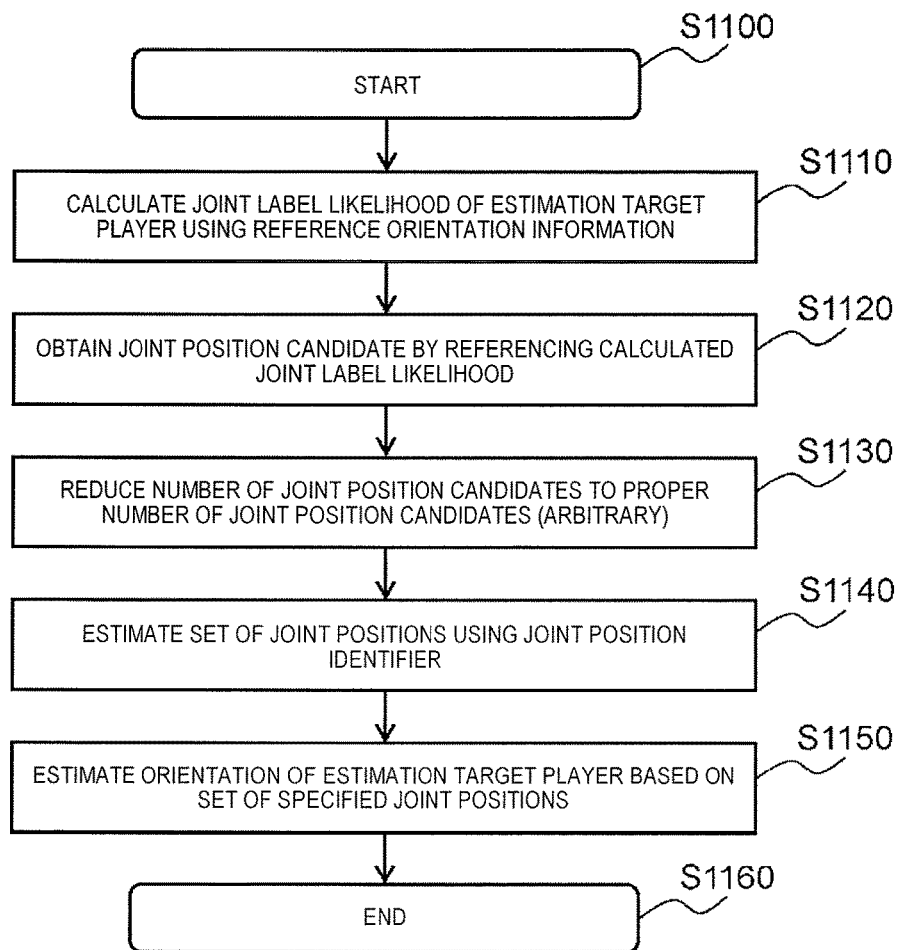 S1100
START
S1110
CALCULATE JOINT LABEL LIKELIHOOD OF ESTIMATION TARGET
PLAYER USING REFERENCE ORIENTATION INFORMATION
S1120
OBTAIN JOINT POSITION CANDIDATE BY REFERENCING CALCULATED
JOINT LABEL LIKELIHOOD
S1130
REDUCE NUMBER OF JOINT POSITION CANDIDATES TO PROPER
NUMBER OF JOINT POSITION CANDIDATES (ARBITRARY)
S1140
ESTIMATE SET OF JOINT POSITIONS USING JOINT POSITION
IDENTIFIER
S1150
ESTIMATE ORIENTATION OF ESTIMATION TARGET PLAYER BASED ON
SET OF SPECIFIED JOINT POSITIONS
S1160
END